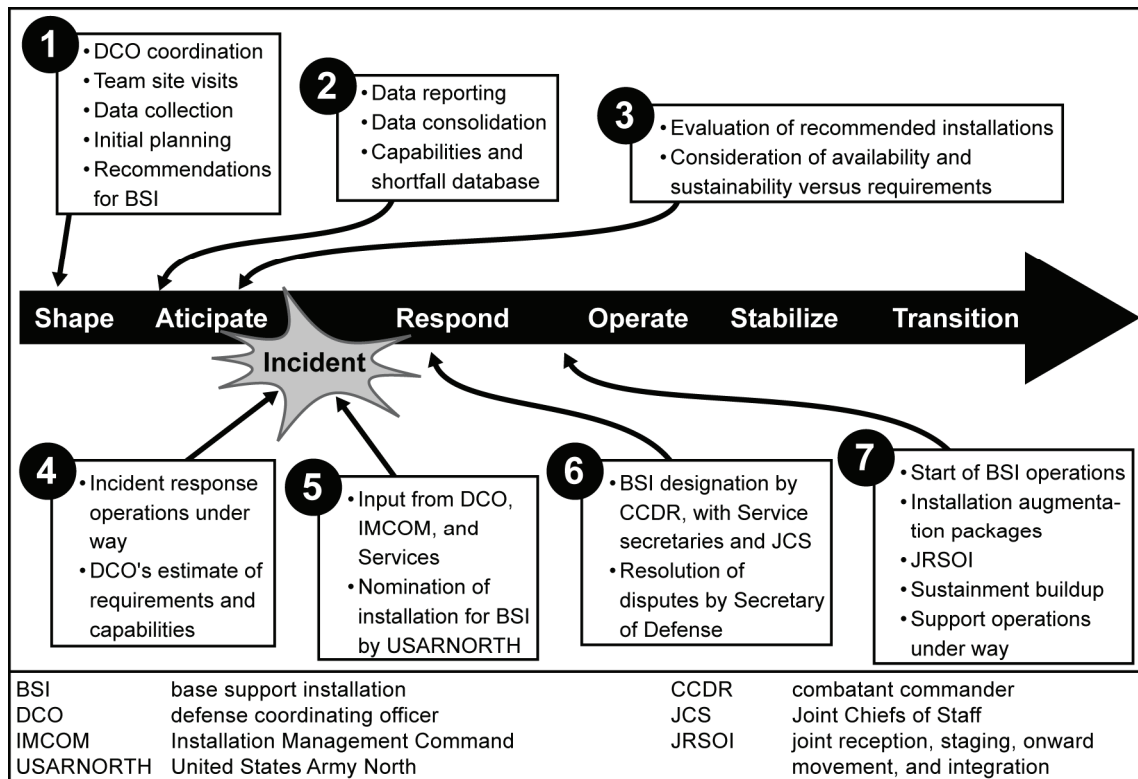 1
• DCO coordination
• Team site visits
• Data collection
• Initial planning
• Recommendations
for BSI
2
• Data reporting
• Data consolidation
• Capabilities and
shortfall database
3
• Evaluation of recommended installations
• Consideration of availability and
sustainability versus requirements
Shape Aticipate Respond Operate Stabilize Transition
Incident
4
• Incident response
operations under
way
• DCO's estimate of
requirements and
capabilities
5
• Input from DCO,
IMCOM, and
Services
• Nomination of
installation for BSI
by USARNORTH
6
• BSI designation by
CCDR, with Service
secretaries and JCS
• Resolution of
disputes by Secretary
of Defense
7
• Start of BSI operations
• Installation augmenta-
tion packages
• JRSOI
• Sustainment buildup
• Support operations
under way
BSI base support installation
DCO defense coordinating officer
IMCOM Installation Management Command
USARNORTH United States Army North
CCDR combatant commander
JCS Joint Chiefs of Staff
JRSOI joint reception, staging, onward
movement, and integration